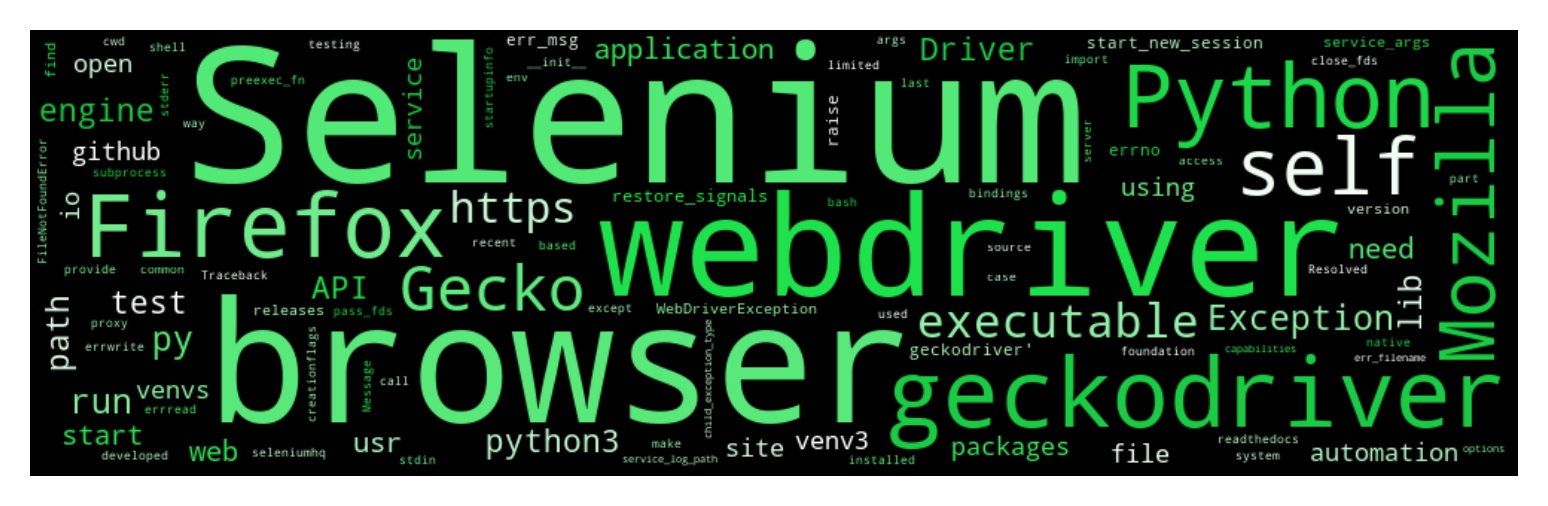 find
cwd
shell
testing
err_msg
application
args
Driver
start_new_session
service_args
open
__init__
limited
import
close_fds
Selenium
Python
Mozilla
engine
stderr
preexec_fn
service
startupinfo
env
raise
last
way
server
github
subprocess
errno
access
self
using
part
FileNotFoundError
io
Firefox
https
restore_signals
bash
bindings
version
webdriver
recent
based
source
need
provide
common
Traceback
case
Resolved
API
Gecko
path
test
releases
pass_fds
except
WebDriverException
used
executable
Exception
lib
proxy
errwrite
py
creationflags
browser
child_exception_type
geckodriver'
foundation
capabilities
native
err_filename
Message
call
run
venvs
errread
geckodriver
start
developed
web
seleniumhq
usr
stdin
python3
make
service_log_path
site
venv3
installed
packages
file
readthedocs
system
automation
options